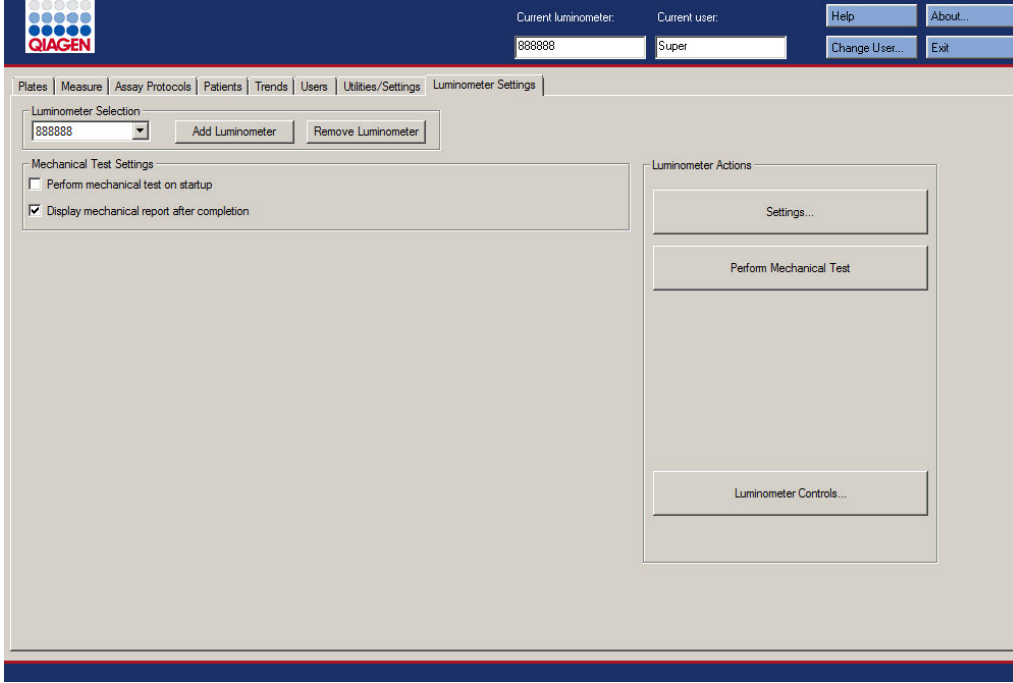 QIAGEN
Current luminometer: Current user:
888888 Super
Help About...
Change User... Exit
Plates Measure Assay Protocols Patients Trends Users Utilities/Settings Luminometer Settings
Luminometer Selection
888888 Add Luminometer Remove Luminometer
Mechanical Test Settings
Perform mechanical test on startup
Display mechanical report after completion
Luminometer Actions
Settings...
Perform Mechanical Test
Luminometer Controls...